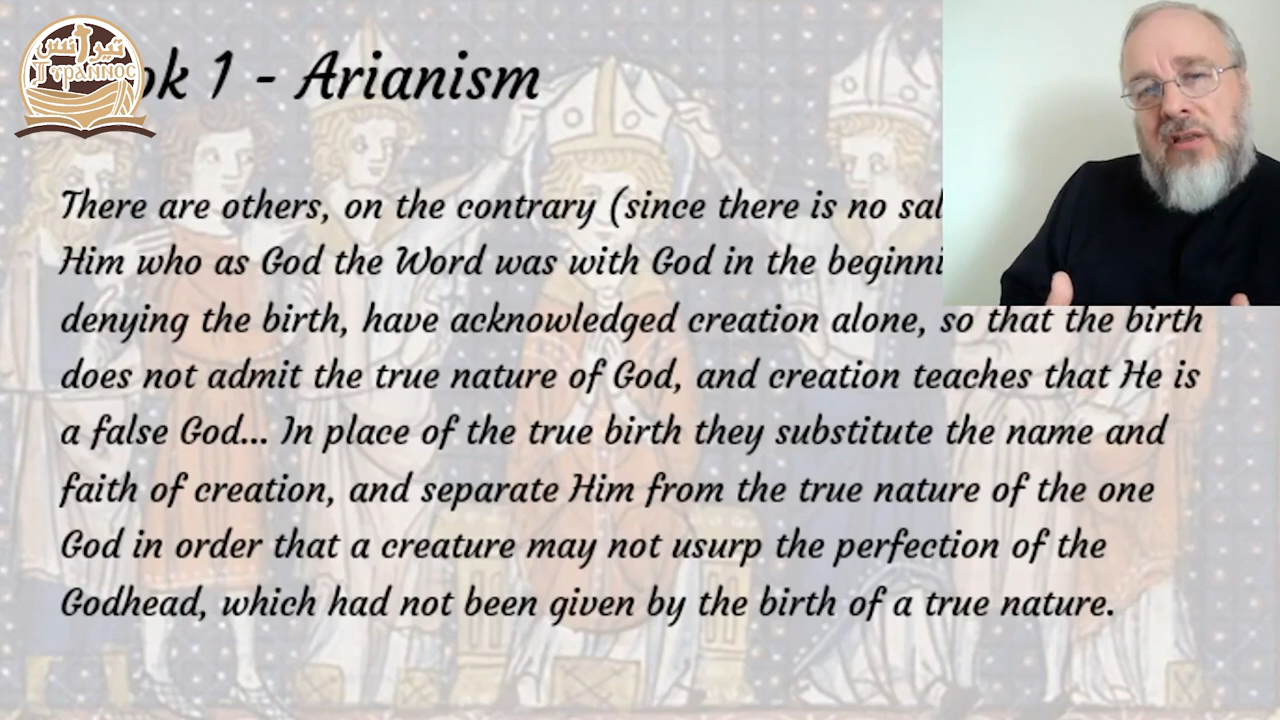 تيرانس
Τyραννος
ok 1 - Arianism
There are others, on the contrary (since there is no sal
Him who as God the Word was with God in the beginni
denying the birth, have acknowledged creation alone, so that the birth
does not admit the true nature of God, and creation teaches that He is
a false God... In place of the true birth they substitute the name and
faith of creation, and separate Him from the true nature of the one
God in order that a creature may not usurp the perfection of the
Godhead, which had not been given by the birth of a true nature.